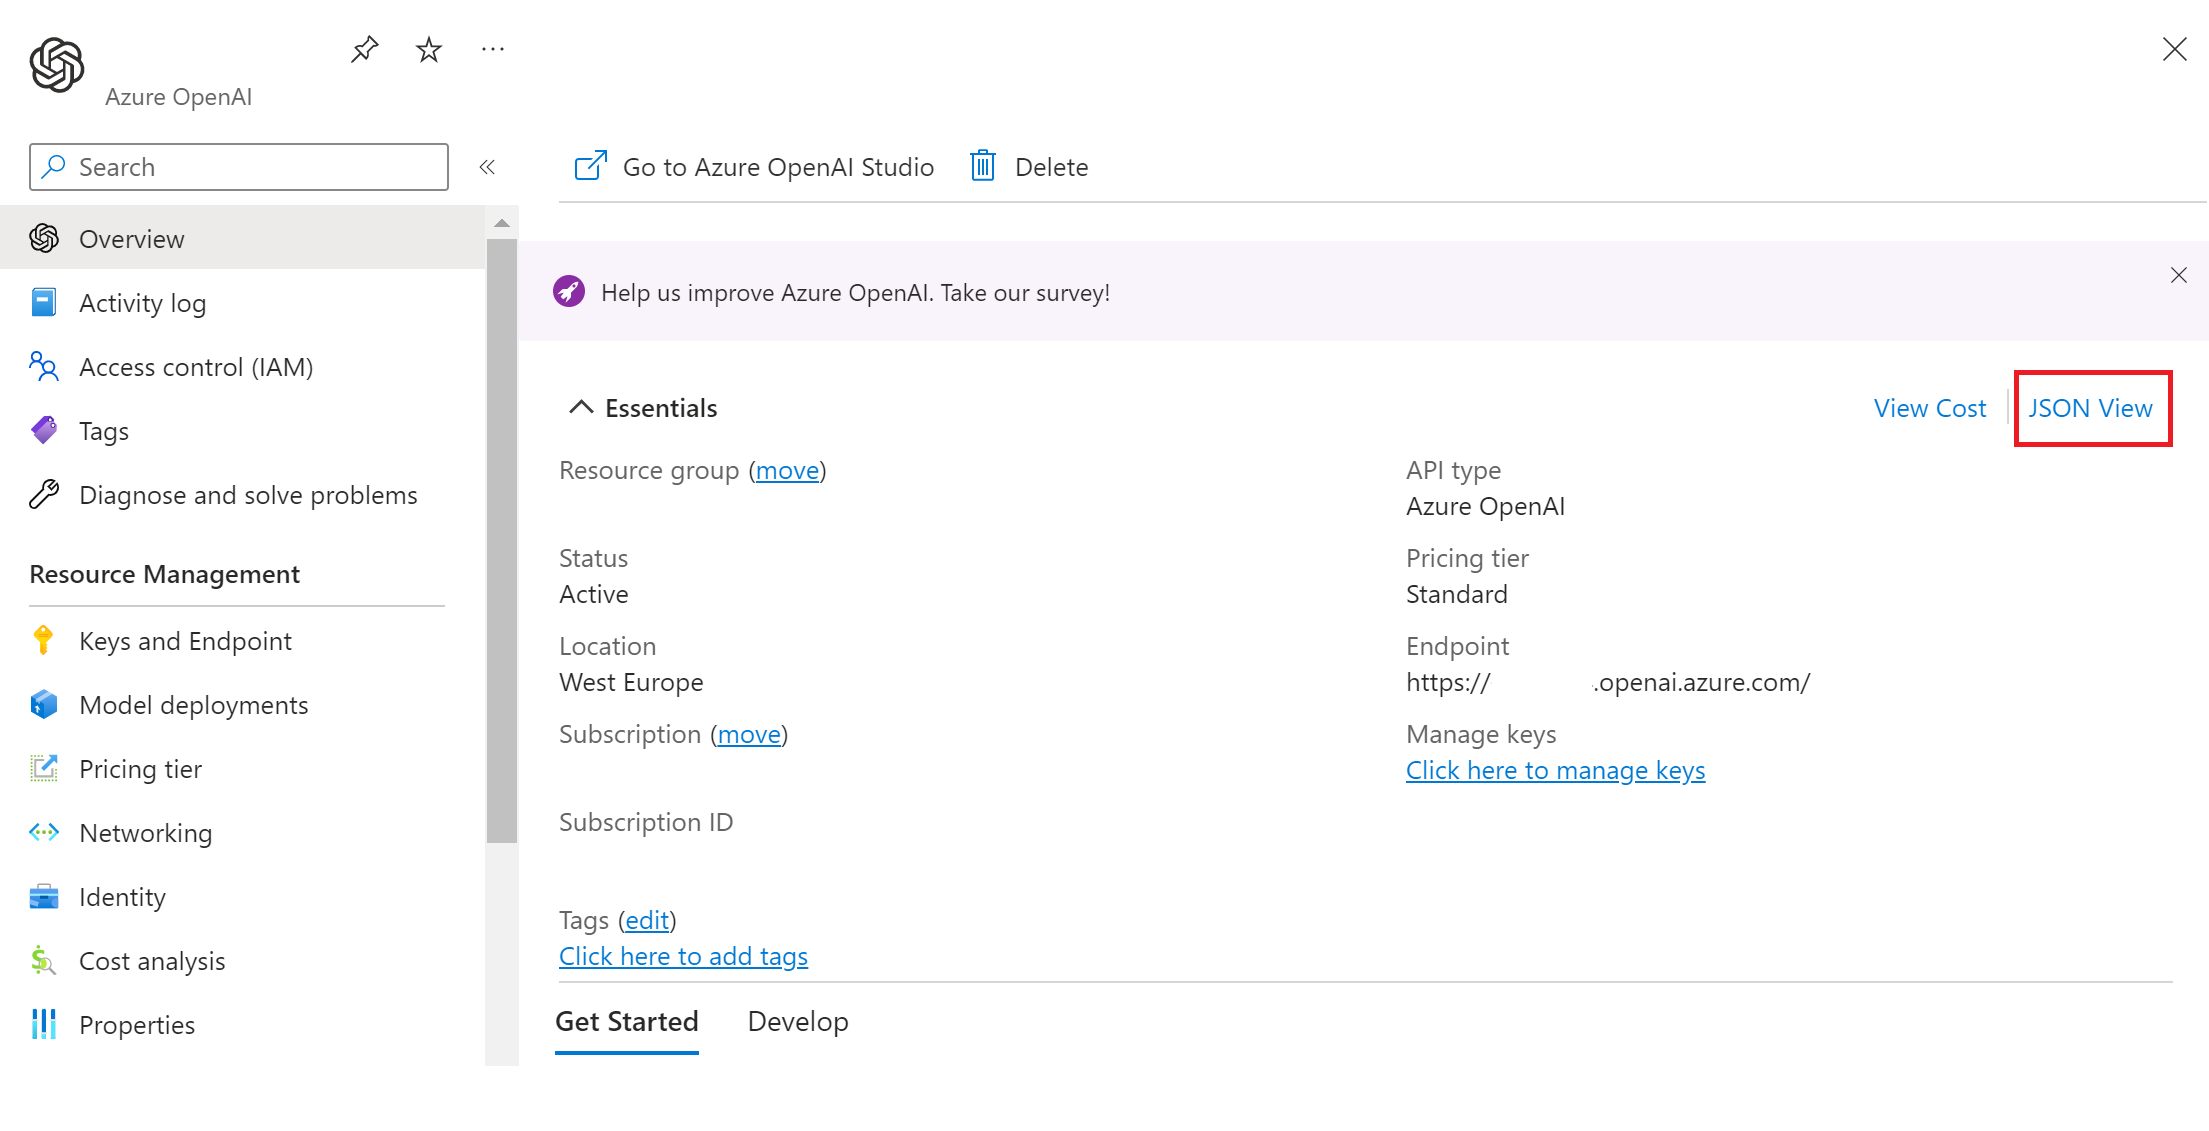 Azure OpenAI
Search
Go to Azure OpenAI Studio
Delete
Overview
Activity log
Access control (IAM)
Tags
Diagnose and solve problems
Resource Management
Keys and Endpoint
Model deployments
Pricing tier
Networking
Identity
Cost analysis
Properties
Help us improve Azure OpenAI. Take our survey!
Essentials
View Cost
JSON View
Resource group (move)
Status
Active
Location
West Europe
Subscription (move)
Subscription ID
API type
Azure OpenAI
Pricing tier
Standard
Endpoint
https:// .openai.azure.com/
Manage keys
Click here to manage keys
Tags (edit)
Click here to add tags
Get Started
Develop